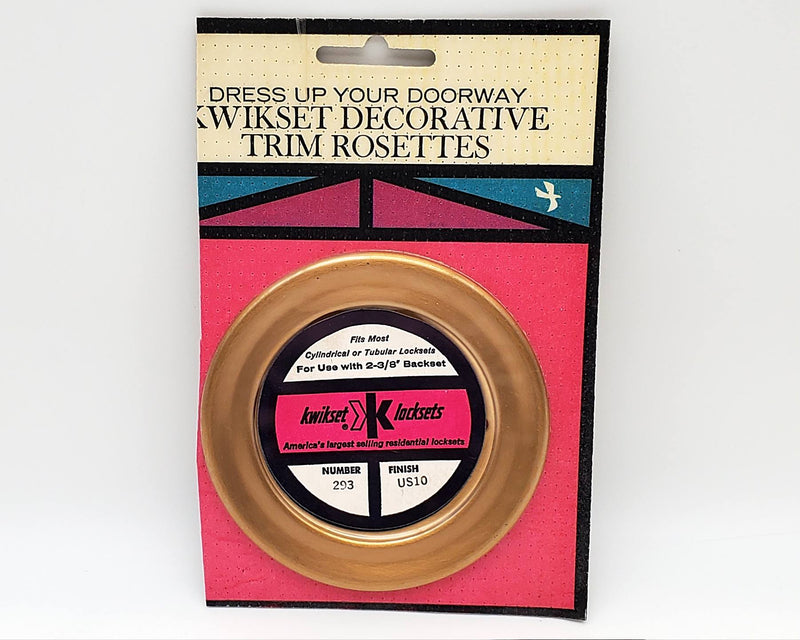 DRESS UP YOUR DOORWAY
KWIKSET DECORATIVE
TRIM ROSETTES
Fits Most
Cylindrical or Tubular Locksets
For Use with 2-3/8" Backset
kwikset® K locksets
America's largest selling residential locksets
NUMBER
293
FINISH
US10